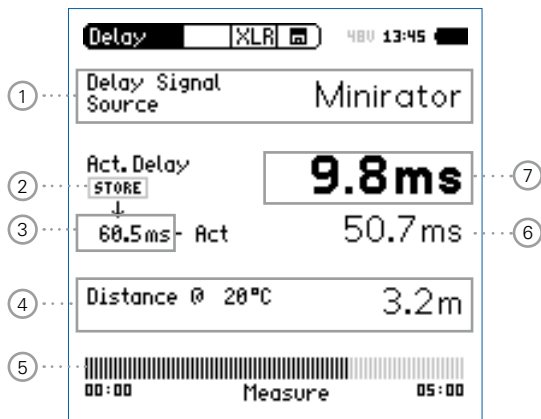 Delay XLR 48V 13:45
1 Delay Signal Source Minirator
Act. Delay 9.8ms 7
2 STORE
3 60.5ms - Act 50.7ms 6
4 Distance @ 20°C 3.2m
5
00:00 Measure 05:00